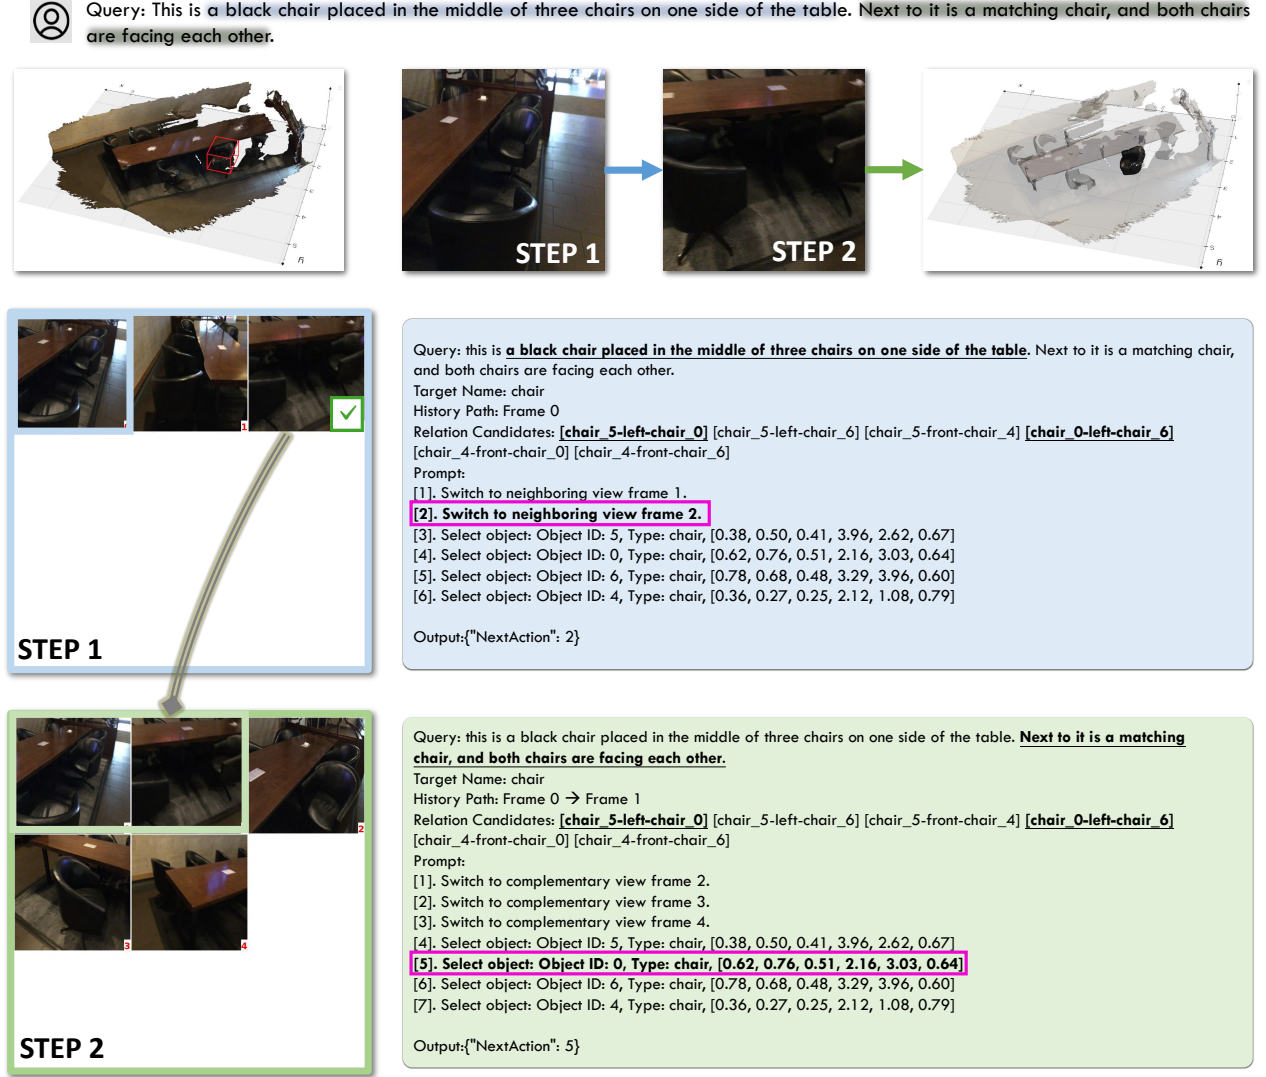 Query: This is a black chair placed in the middle of three chairs on one side of the table. Next to it is a matching chair, and both chairs
are facing each other.
STEP 1
STEP 2
1
STEP 1
Query: this is a black chair placed in the middle of three chairs on one side of the table. Next to it is a matching chair,
and both chairs are facing each other.
Target Name: chair
History Path: Frame 0
Relation Candidates: [chair_5-left-chair_0] [chair_5-left-chair_6] [chair_5-front-chair_4] [chair_0-left-chair_6]
[chair_4-front-chair_0] [chair_4-front-chair_6]
Prompt:
[1]. Switch to neighboring view frame 1.
[2]. Switch to neighboring view frame 2.
[3]. Select object: Object ID: 5, Type: chair, [0.38, 0.50, 0.41, 3.96, 2.62, 0.67]
[4]. Select object: Object ID: 0, Type: chair, [0.62, 0.76, 0.51, 2.16, 3.03, 0.64]
[5]. Select object: Object ID: 6, Type: chair, [0.78, 0.68, 0.48, 3.29, 3.96, 0.60]
[6]. Select object: Object ID: 4, Type: chair, [0.36, 0.27, 0.25, 2.12, 1.08, 0.79]
Output:{"NextAction": 2}
2
3
4
STEP 2
Query: this is a black chair placed in the middle of three chairs on one side of the table. Next to it is a matching
chair, and both chairs are facing each other.
Target Name: chair
History Path: Frame 0 → Frame 1
Relation Candidates: [chair_5-left-chair_0] [chair_5-left-chair_6] [chair_5-front-chair_4] [chair_0-left-chair_6]
[chair_4-front-chair_0] [chair_4-front-chair_6]
Prompt:
[1]. Switch to complementary view frame 2.
[2]. Switch to complementary view frame 3.
[3]. Switch to complementary view frame 4.
[4]. Select object: Object ID: 5, Type: chair, [0.38, 0.50, 0.41, 3.96, 2.62, 0.67]
[5]. Select object: Object ID: 0, Type: chair, [0.62, 0.76, 0.51, 2.16, 3.03, 0.64]
[6]. Select object: Object ID: 6, Type: chair, [0.78, 0.68, 0.48, 3.29, 3.96, 0.60]
[7]. Select object: Object ID: 4, Type: chair, [0.36, 0.27, 0.25, 2.12, 1.08, 0.79]
Output:{"NextAction": 5}